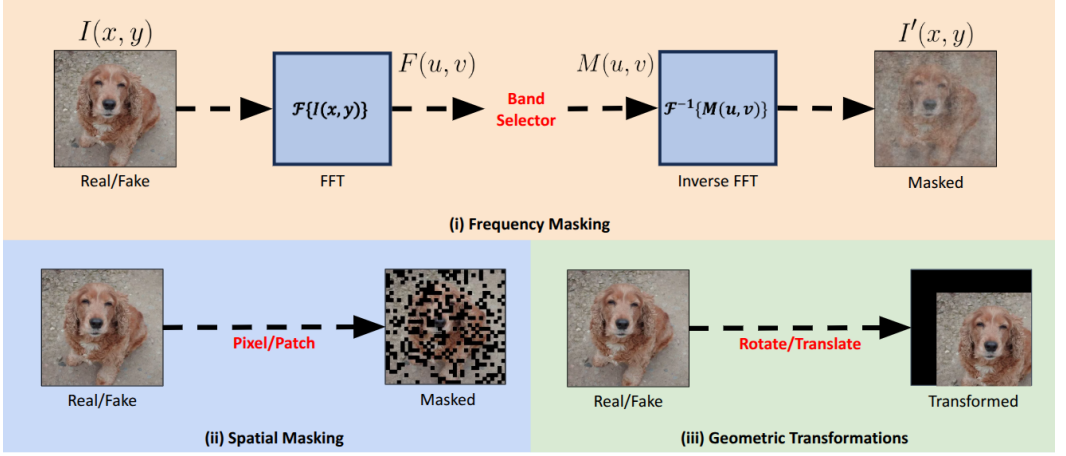 I(x, y)
F(u, v)
M(u, v)
I′(x, y)
ℱ{I(x,y)}
Band
Selector
ℱ⁻¹{M(u,v)}
Real/Fake
FFT
Inverse FFT
Masked
(i) Frequency Masking
Pixel/Patch
Real/Fake
Masked
(ii) Spatial Masking
Rotate/Translate
Real/Fake
Transformed
(iii) Geometric Transformations